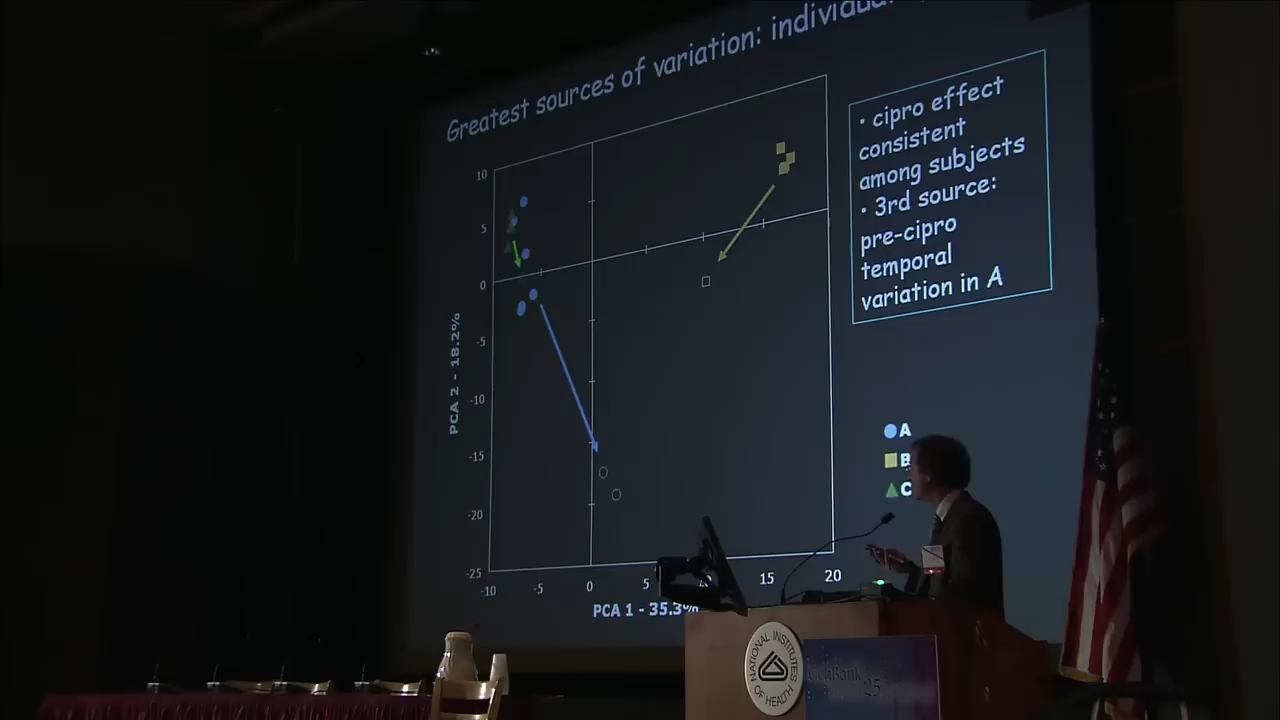 Greatest sources of variation:
• cipro effect
consistent
among subjects
• 3rd source:
pre-cipro
temporal
variation in A
10
5
0
-5
-10
-15
-20
-25
PCA 2 - 18.2%
-10
-5
0
5
15
20
PCA 1 - 35.3%
A
B
C
NATIONAL INSTITUTES
OF HEALTH
25